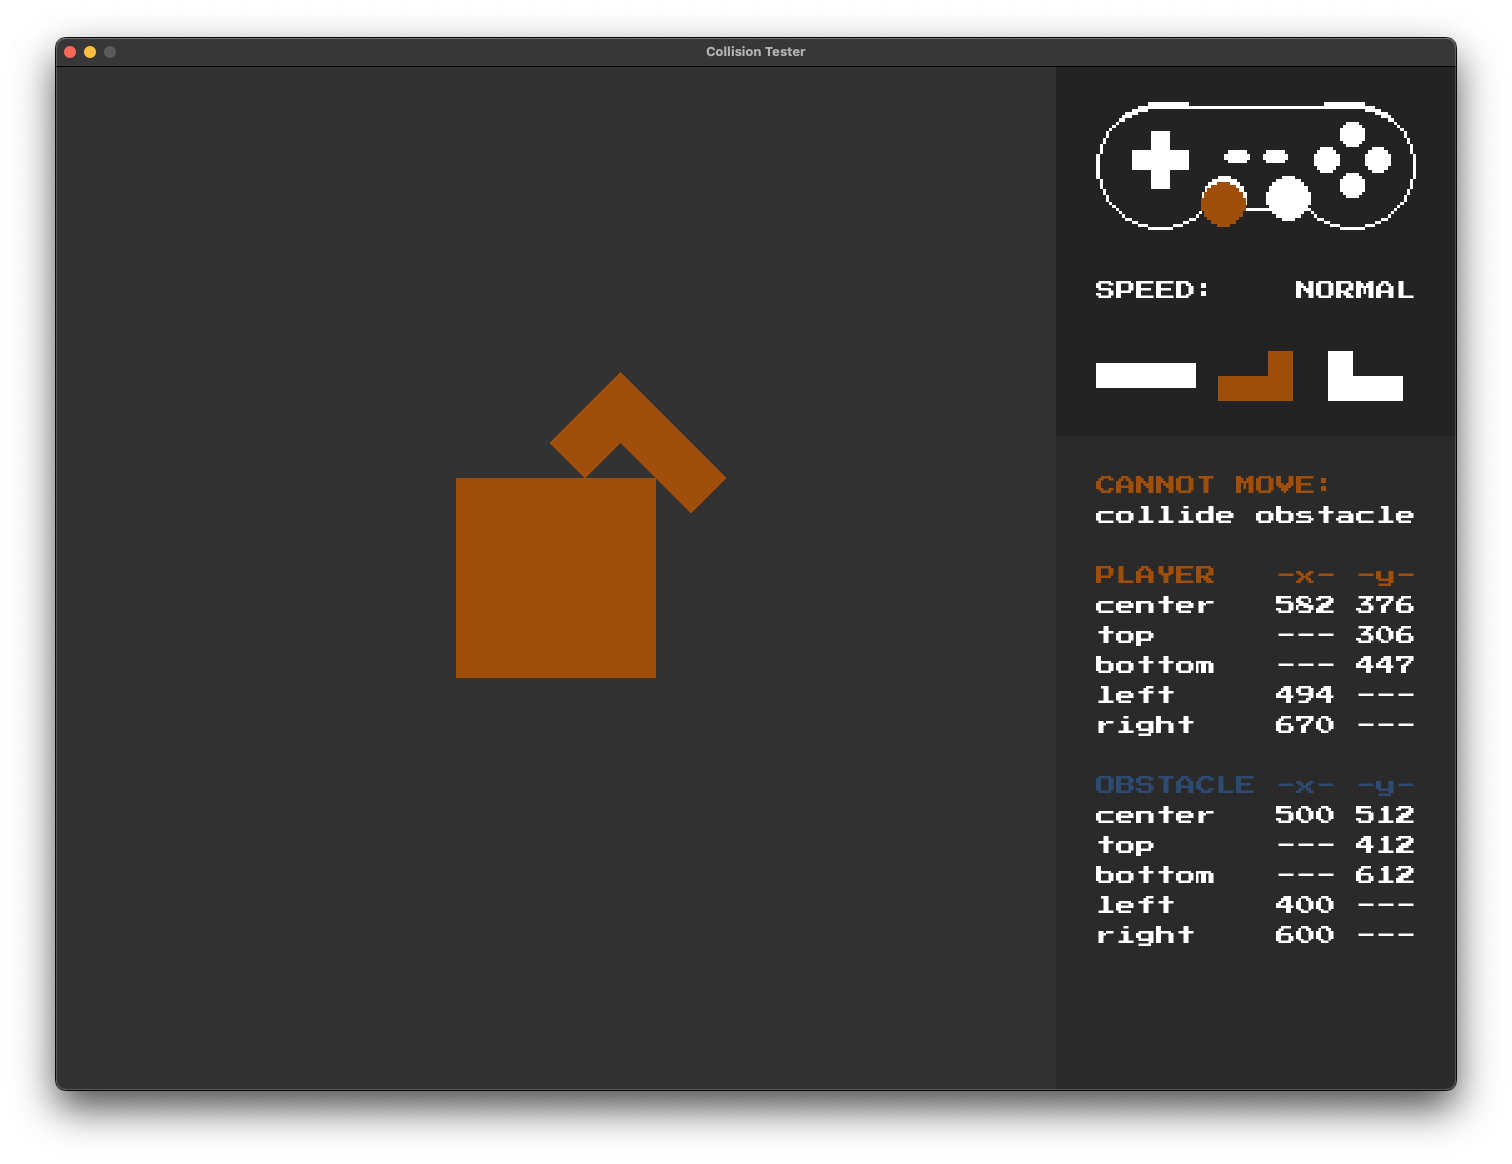 Collision Tester
SPEED: NORMAL
CANNOT MOVE:
collide obstacle
PLAYER -x- -y-
center 582 376
top --- 306
bottom --- 447
left 494 ---
right 670 ---
OBSTACLE -x- -y-
center 500 512
top --- 412
bottom --- 612
left 400 ---
right 600 ---